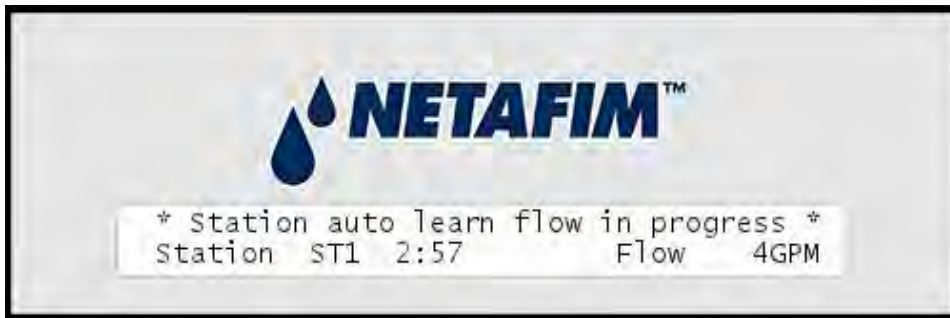 NETAFIM™
* Station auto learn flow in progress *
Station ST1 2:57 Flow 4GPM